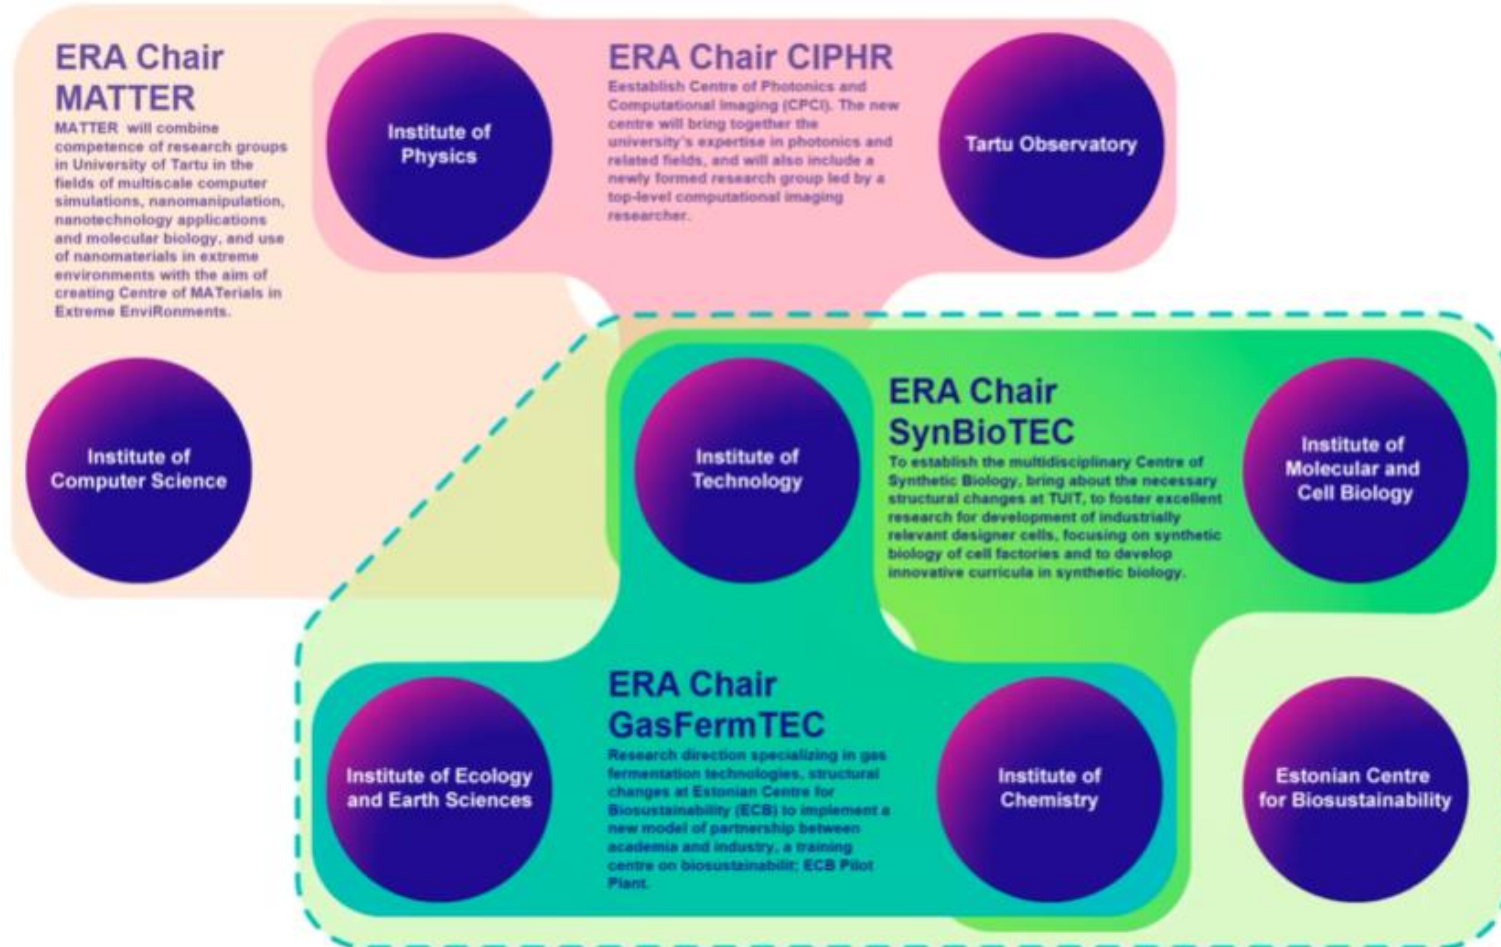 ERA Chair
MATTER
MATTER will combine
competence of research groups
in University of Tartu in the
fields of multiscale computer
simulations, nanomanipulation,
nanotechnology applications
and molecular biology, and use
of nanomaterials in extreme
environments with the aim of
creating Centre of MATerials in
Extreme EnviRonments.
Institute of
Physics
ERA Chair CIPHR
Eestablish Centre of Photonics and
Computational Imaging (CPCI). The new
centre will bring together the
university's expertise in photonics and
related fields, and will also include a
newly formed research group led by a
top-level computational imaging
researcher.
Tartu Observatory
Institute of
Computer Science
Institute of
Technology
ERA Chair
SynBioTEC
To establish the multidisciplinary Centre of
Synthetic Biology, bring about the necessary
structural changes at TUIT, to foster excellent
research for development of industrially
relevant designer cells, focusing on synthetic
biology of cell factories and to develop
innovative curricula in synthetic biology.
Institute of
Molecular and
Cell Biology
Institute of Ecology
and Earth Sciences
ERA Chair
GasFermTEC
Research direction specializing in gas
fermentation technologies, structural
changes at Estonian Centre for
Biosustainability (ECB) to implement a
new model of partnership between
academia and industry, a training
centre on biosustainabilit; ECB Pilot
Plant.
Institute of
Chemistry
Estonian Centre
for Biosustainability